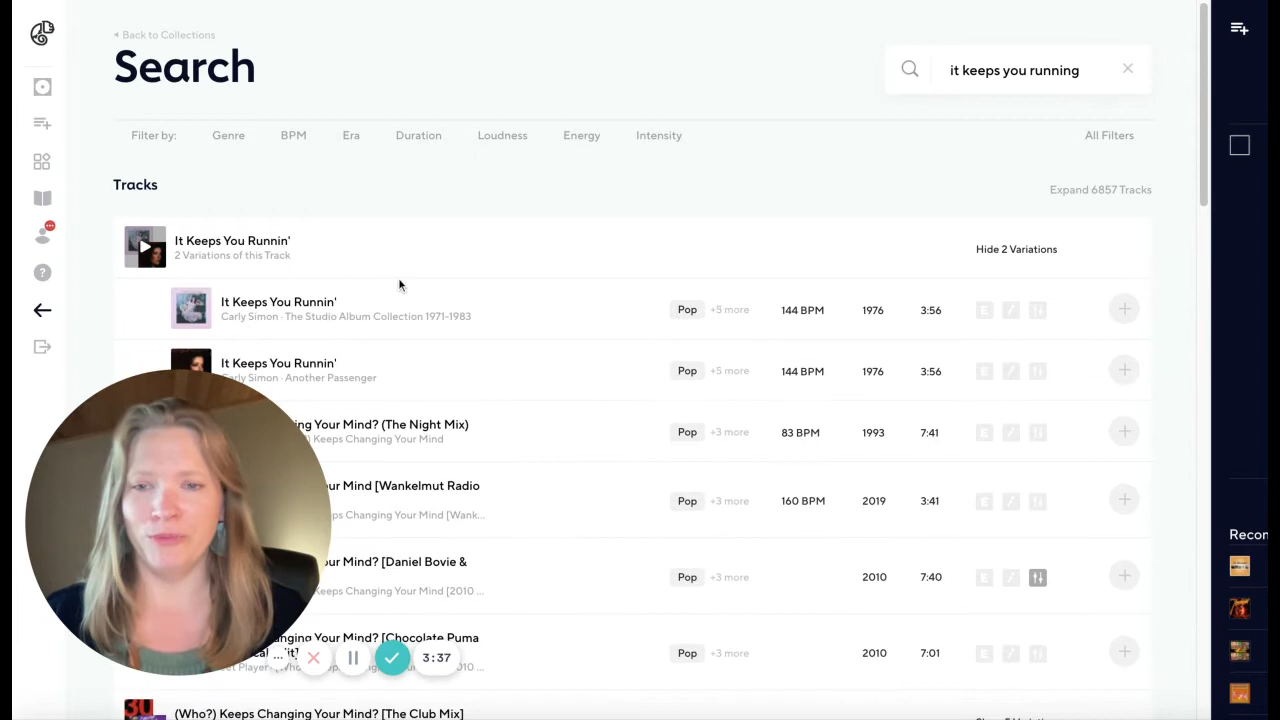 ◂ Back to Collections
Search
it keeps you running
Filter by:
Genre
BPM
Era
Duration
Loudness
Energy
Intensity
All Filters
Tracks
Expand 6857 Tracks
It Keeps You Runnin'
2 Variations of this Track
Hide 2 Variations
It Keeps You Runnin'
Carly Simon · The Studio Album Collection 1971-1983
Pop +5 more 144 BPM 1976 3:56 E
It Keeps You Runnin'
Carly Simon · Another Passenger
Pop +5 more 144 BPM 1976 3:56 E
ing Your Mind? (The Night Mix)
) Keeps Changing Your Mind
Pop +3 more 83 BPM 1993 7:41 E
ur Mind [Wankelmut Radio
ps Changing Your Mind [Wank...
Pop +3 more 160 BPM 2019 3:41 E
ur Mind? [Daniel Bovie &
ps Changing Your Mind [2010 ...
Pop +3 more 2010 7:40 E
nging Your Mind? [Chocolate Puma
Pop +3 more 2010 7:01 E
3:37
(Who?) Keeps Changing Your Mind? [The Club Mix]
Recon